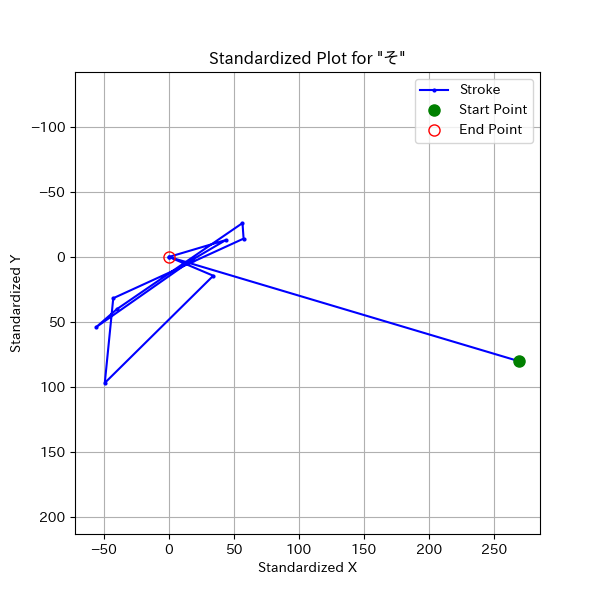 Standardized Plot for "そ"
Stroke
Start Point
End Point
−100
−50
0
50
100
150
200
Standardized Y
−50 0 50 100 150 200 250
Standardized X